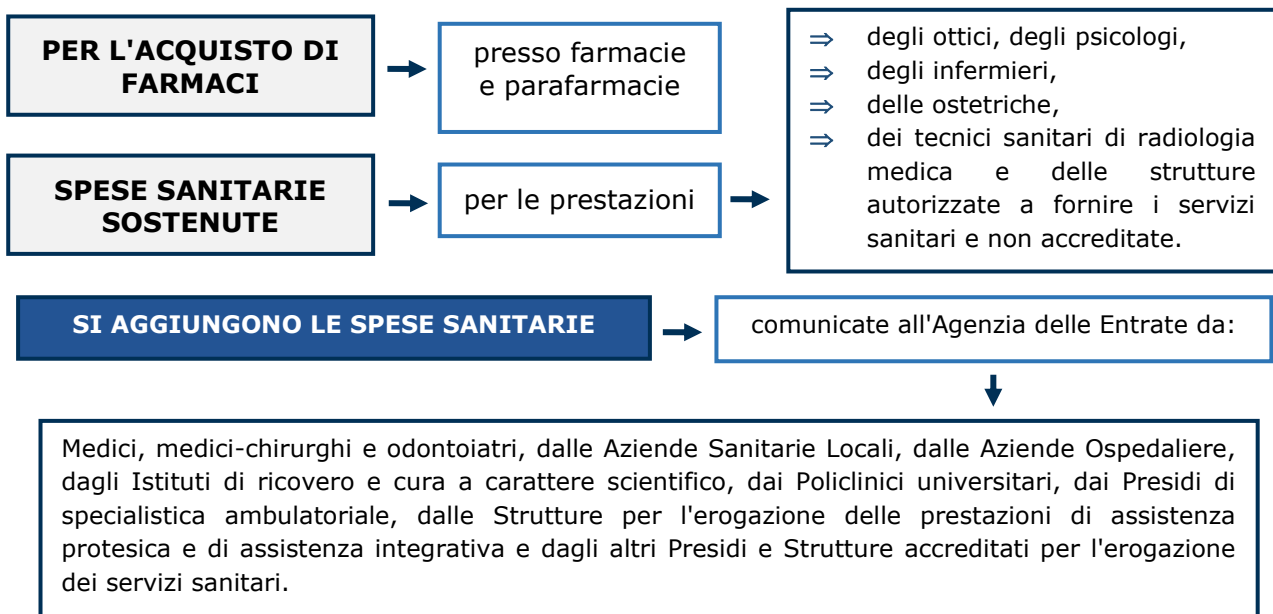 PER L'ACQUISTO DI
FARMACI
presso farmacie
e parafarmacie
SPESE SANITARIE
SOSTENUTE
per le prestazioni
⇒ degli ottici, degli psicologi,
⇒ degli infermieri,
⇒ delle ostetriche,
⇒ dei tecnici sanitari di radiologia
medica e delle strutture
autorizzate a fornire i servizi
sanitari e non accreditate.
SI AGGIUNGONO LE SPESE SANITARIE
comunicate all'Agenzia delle Entrate da:
Medici, medici-chirurghi e odontoiatri, dalle Aziende Sanitarie Locali, dalle Aziende Ospedaliere,
dagli Istituti di ricovero e cura a carattere scientifico, dai Policlinici universitari, dai Presidi di
specialistica ambulatoriale, dalle Strutture per l'erogazione delle prestazioni di assistenza
protesica e di assistenza integrativa e dagli altri Presidi e Strutture accreditati per l'erogazione
dei servizi sanitari.